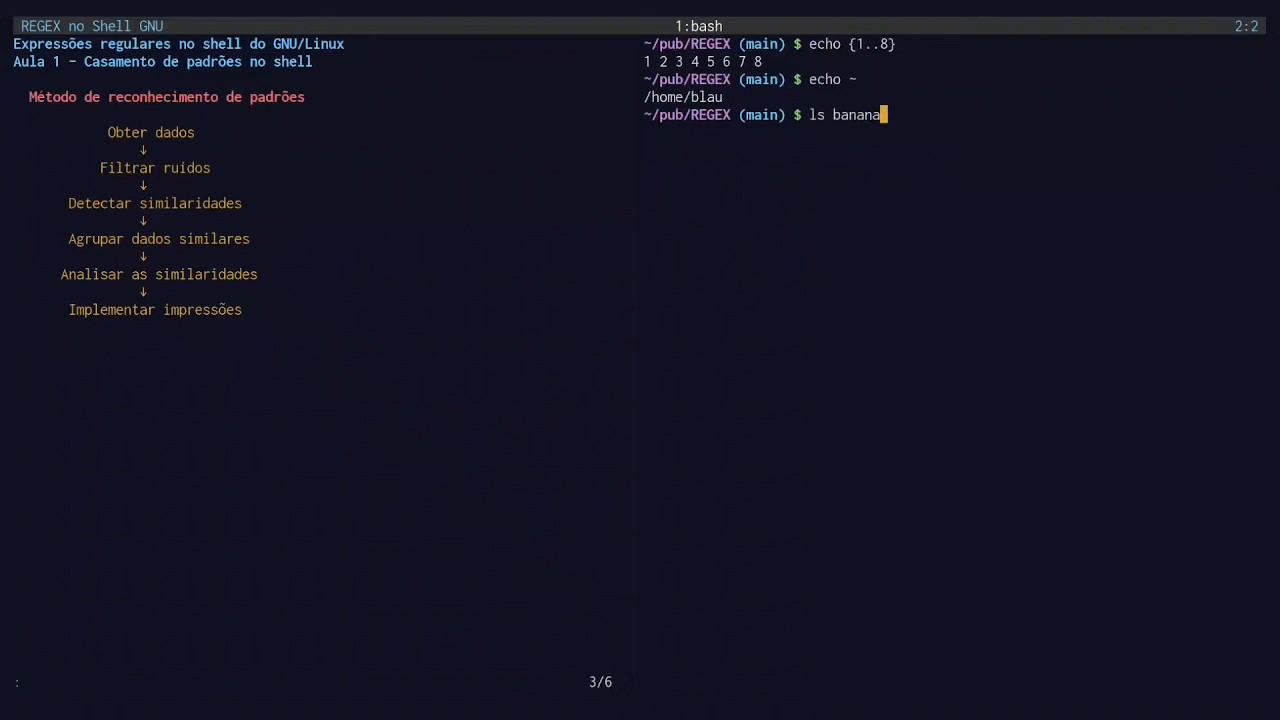 REGEX no Shell GNU 1:bash 2:2
Expressões regulares no shell do GNU/Linux
Aula 1 - Casamento de padrões no shell
Método de reconhecimento de padrões
Obter dados
↓
Filtrar ruídos
↓
Detectar similaridades
↓
Agrupar dados similares
↓
Analisar as similaridades
↓
Implementar impressões
: 3/6
~/pub/REGEX (main) $ echo {1..8}
1 2 3 4 5 6 7 8
~/pub/REGEX (main) $ echo ~
/home/blau
~/pub/REGEX (main) $ ls banana